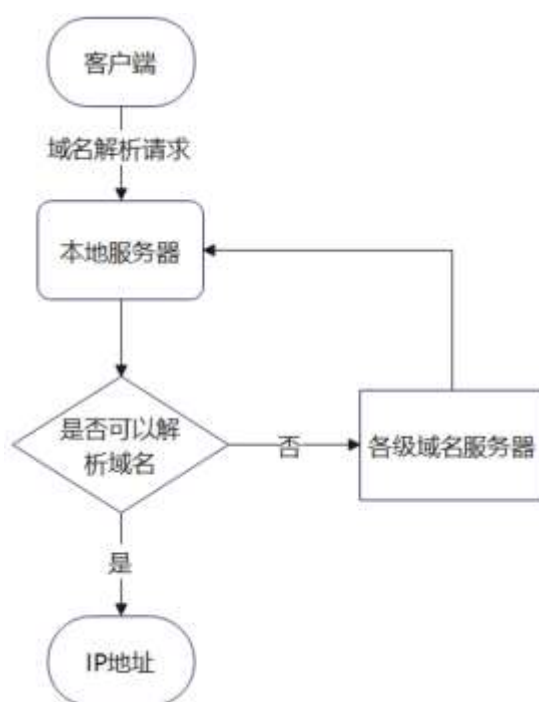 客户端
域名解析请求
本地服务器
是否可以解
析域名
否
各级域名服务器
是
IP地址